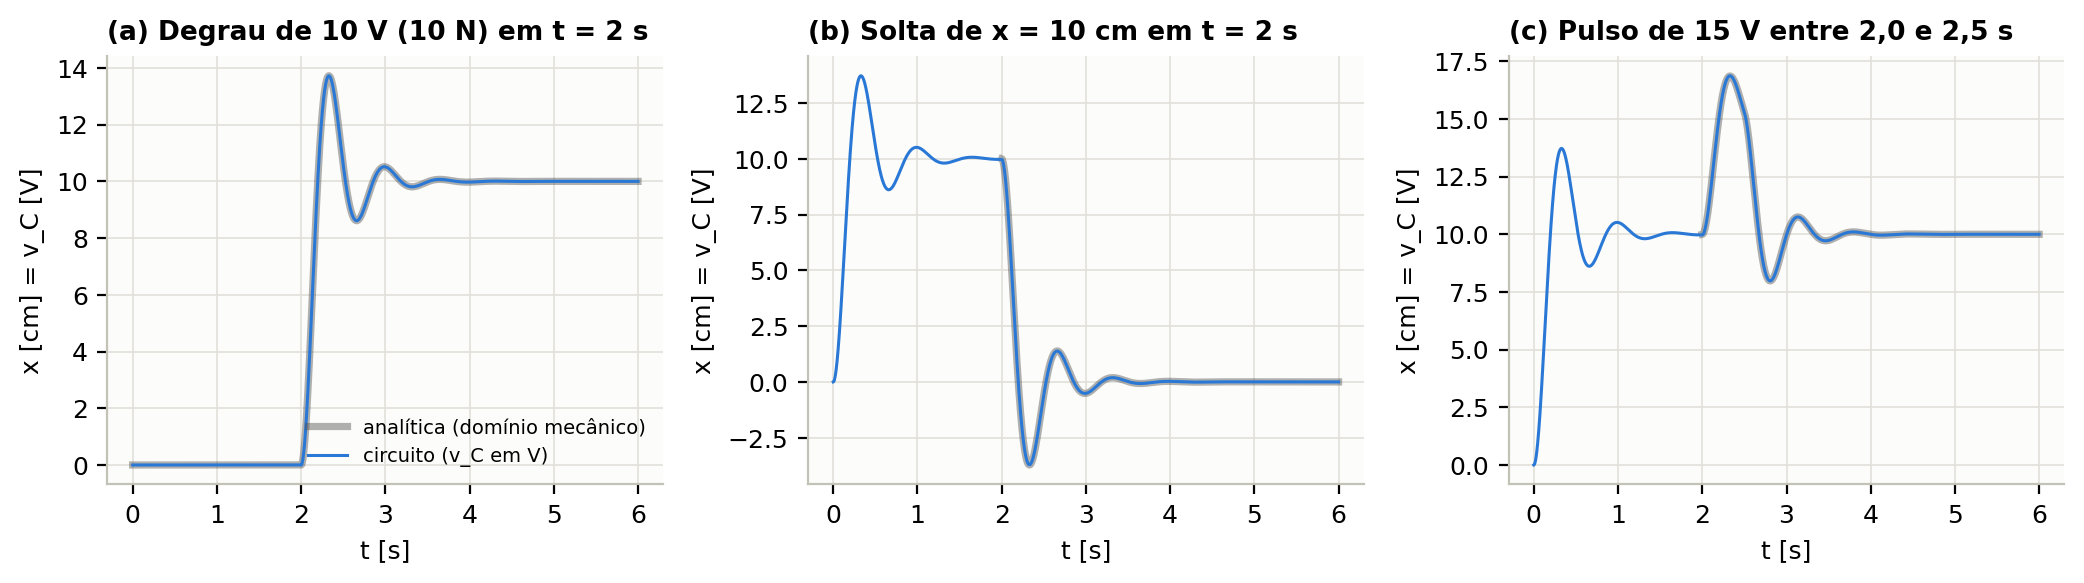 (a) Degrau de 10 V (10 N) em t = 2 s
x [cm] = v_C [V]
14
12
10
8
6
4
2
0
analítica (domínio mecânico)
circuito (v_C em V)
0 1 2 3 4 5 6
t [s]
(b) Solta de x = 10 cm em t = 2 s
x [cm] = v_C [V]
12.5
10.0
7.5
5.0
2.5
0.0
−2.5
0 1 2 3 4 5 6
t [s]
(c) Pulso de 15 V entre 2,0 e 2,5 s
x [cm] = v_C [V]
17.5
15.0
12.5
10.0
7.5
5.0
2.5
0.0
0 1 2 3 4 5 6
t [s]